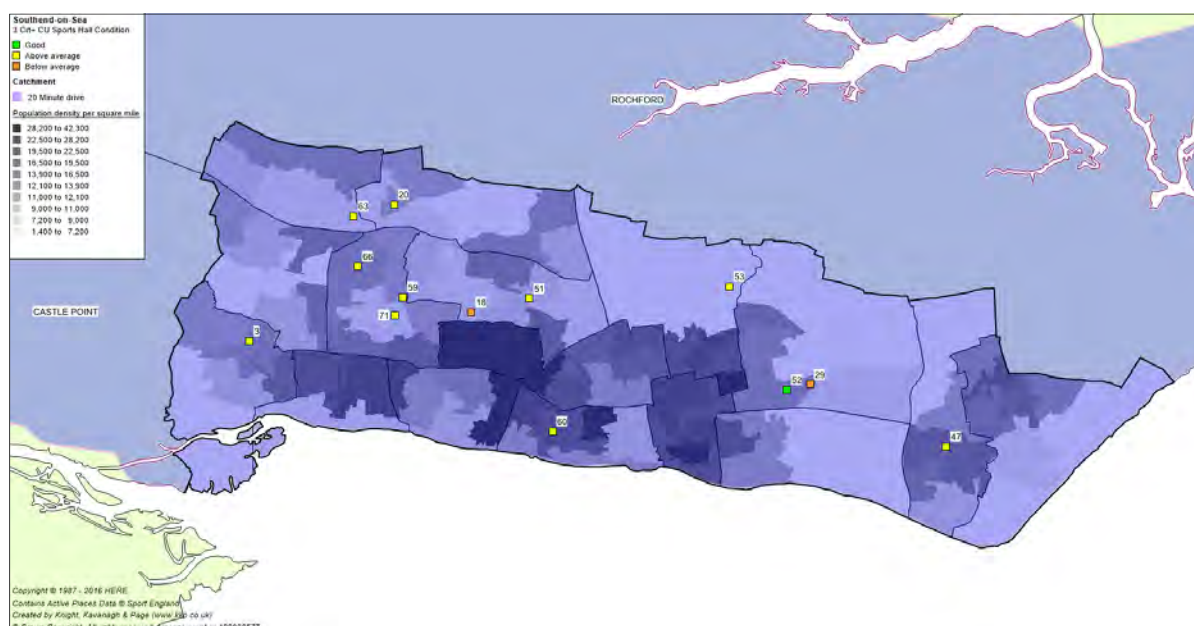 Southend-on-Sea
3 Crt+ CU Sports Hall Condition
Good
Above average
Below average
Catchment
20 Minute drive
Population density per square mile
28,200 to 42,300
22,500 to 28,200
19,500 to 22,500
16,500 to 19,500
13,900 to 16,500
12,100 to 13,900
11,000 to 12,100
9,000 to 11,000
7,200 to 9,000
1,400 to 7,200
ROCHFORD
20
63
66
53
59
51
18
71
CASTLE POINT
3
52
29
60
47
Copyright © 1987 - 2016 HERE
Contains Active Places Data © Sport England
Created by Knight, Kavanagh & Page (www.kkp.co.uk)